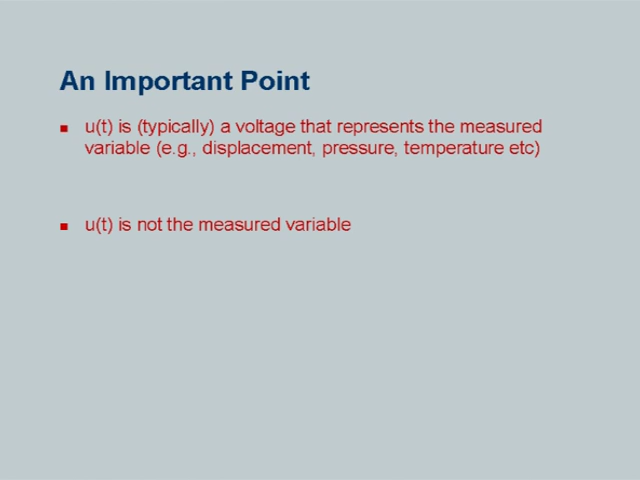 An Important Point
u(t) is (typically) a voltage that represents the measured
variable (e.g., displacement, pressure, temperature etc)
u(t) is not the measured variable